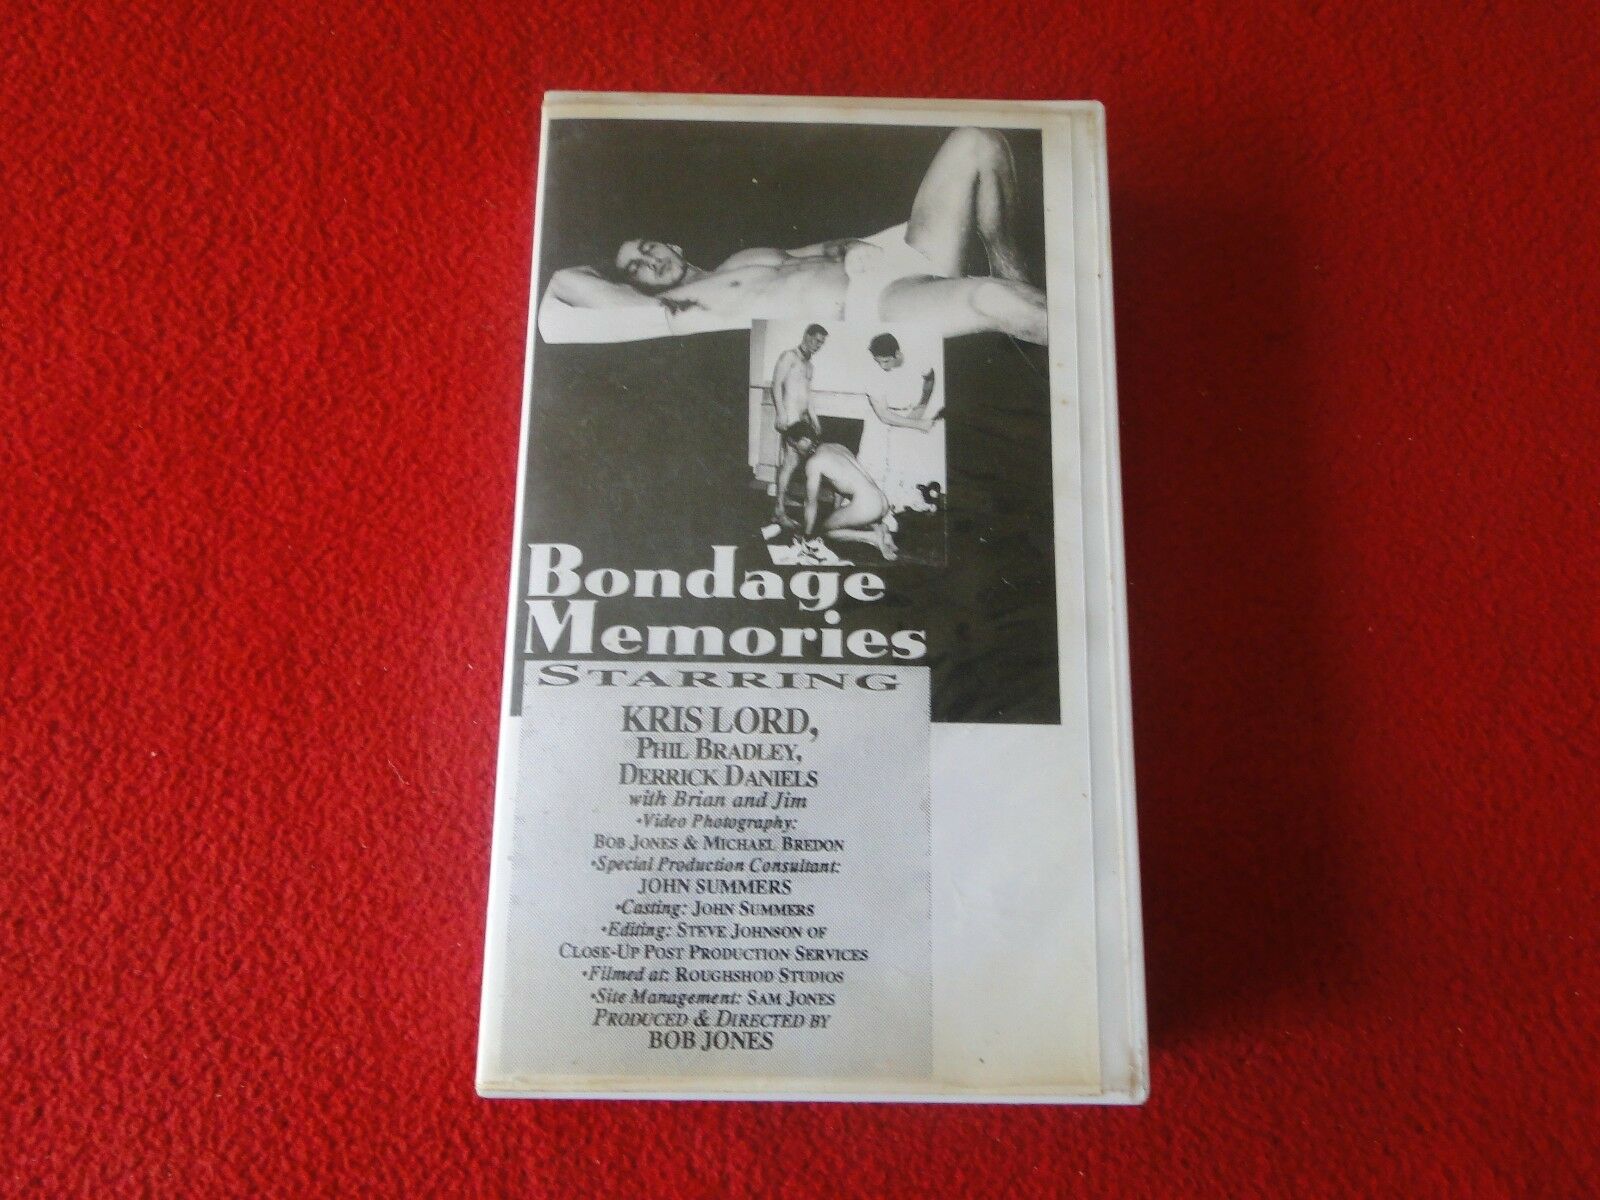 Bondage
Memories
STARRING
KRIS LORD,
PHIL BRADLEY,
DERRICK DANIELS
with Brian and Jim
•Video Photography:
BOB JONES & MICHAEL BREDON
•Special Production Consultant:
JOHN SUMMERS
•Casting: JOHN SUMMERS
•Editing: STEVE JOHNSON OF
CLOSE-UP POST PRODUCTION SERVICES
•Filmed at: ROUGHSHOD STUDIOS
•Site Management: SAM JONES
PRODUCED & DIRECTED BY
BOB JONES